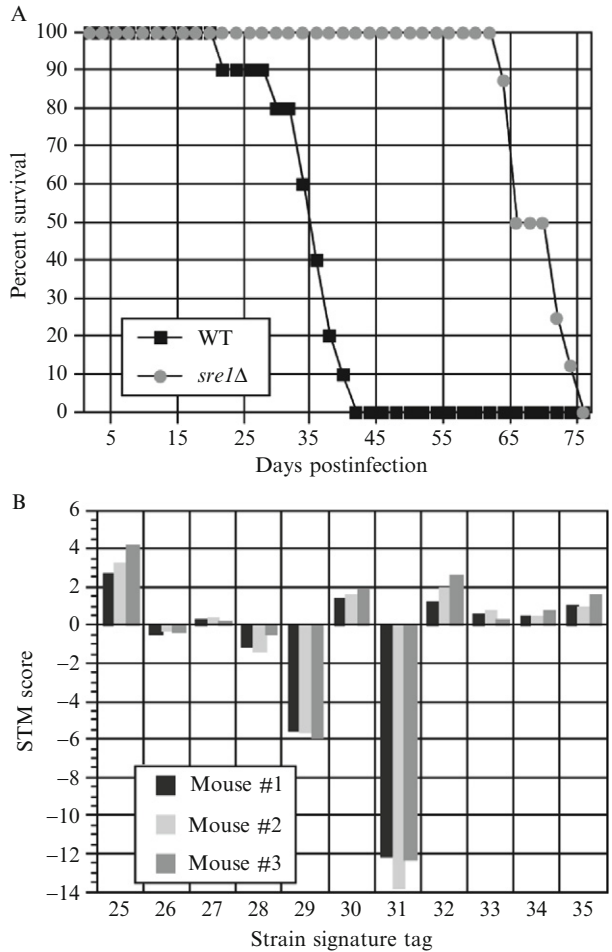 A
100
90
80
70
60
50
40
30
20
10
0
Percent survival
WT
sre1Δ
5 15 25 35 45 55 65 75
Days postinfection
B
6
4
2
0
−2
−4
−6
−8
−10
−12
−14
STM score
Mouse #1
Mouse #2
Mouse #3
25 26 27 28 29 30 31 32 33 34 35
Strain signature tag